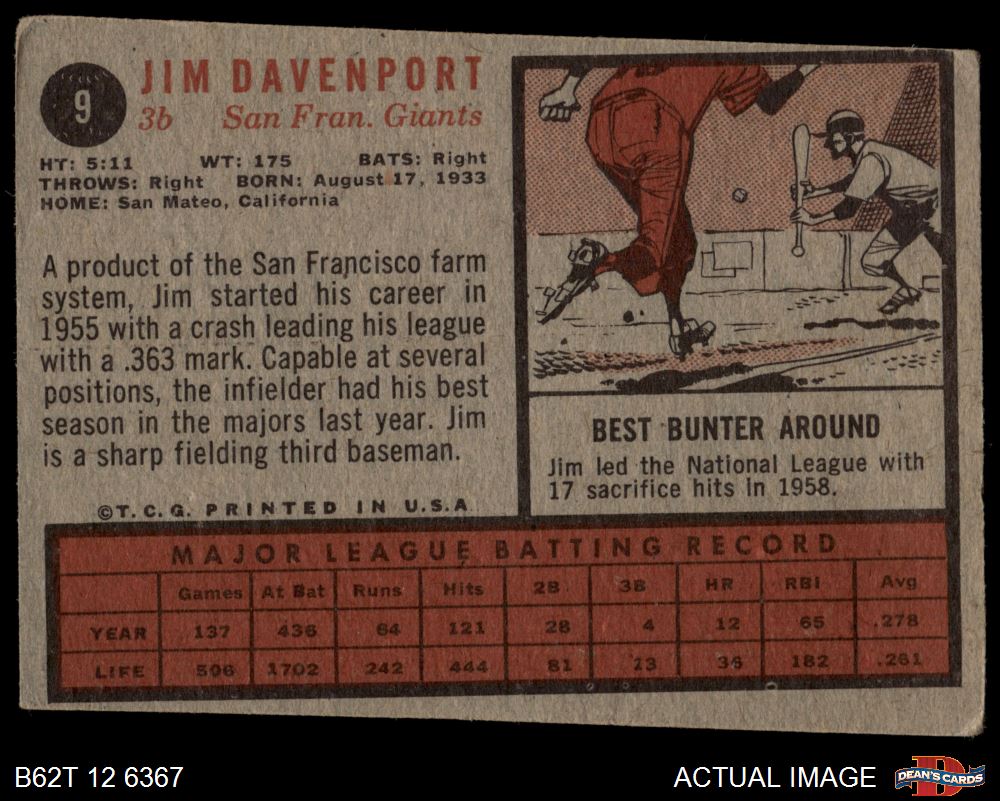 9
JIM DAVENPORT
3b San Fran. Giants
HT: 5:11 WT: 175 BATS: Right
THROWS: Right BORN: August 17, 1933
HOME: San Mateo, California
A product of the San Francisco farm
system, Jim started his career in
1955 with a crash leading his league
with a .363 mark. Capable at several
positions, the infielder had his best
season in the majors last year. Jim
is a sharp fielding third baseman.
©T.C.G. PRINTED IN U.S.A
BEST BUNTER AROUND
Jim led the National League with
17 sacrifice hits in 1958.
MAJOR LEAGUE BATTING RECORD
Games At Bat Runs Hits 2B 3B HR RBI Avg
YEAR 137 436 64 121 28 4 12 65 .278
LIFE 506 1702 242 444 81 13 36 182 .261
B62T 12 6367
ACTUAL IMAGE
DEAN'S CARDS